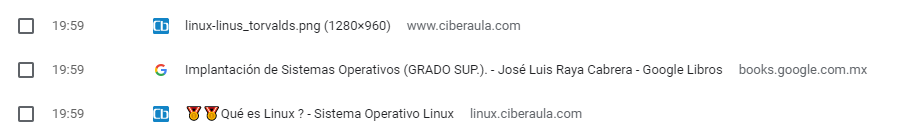 19:59 Cb linux-linus_torvalds.png (1280×960) www.ciberaula.com
19:59 G Implantación de Sistemas Operativos (GRADO SUP.). - José Luis Raya Cabrera - Google Libros books.google.com.mx
19:59 Cb 🏅🏅Qué es Linux ? - Sistema Operativo Linux linux.ciberaula.com